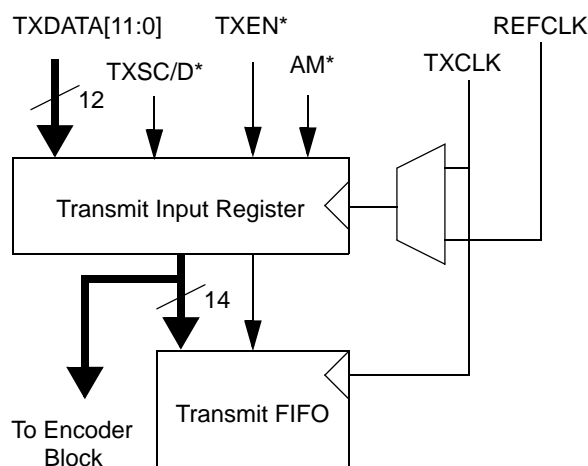 TXDATA[11:0]
TXEN*
REFCLK
TXSC/D*
AM*
TXCLK
12
Transmit Input Register
14
Transmit FIFO
To Encoder
Block